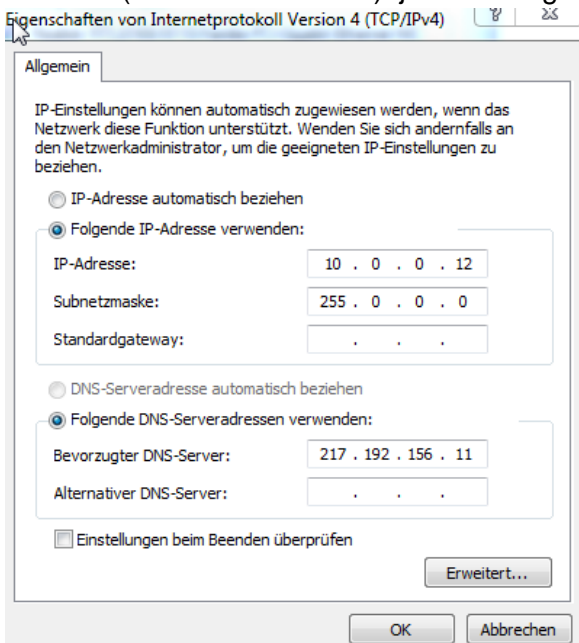 Eigenschaften von Internetprotokoll Version 4 (TCP/IPv4)
Allgemein
IP-Einstellungen können automatisch zugewiesen werden, wenn das
Netzwerk diese Funktion unterstützt. Wenden Sie sich andernfalls an
den Netzwerkadministrator, um die geeigneten IP-Einstellungen zu
beziehen.
IP-Adresse automatisch beziehen
Folgende IP-Adresse verwenden:
IP-Adresse: 10 . 0 . 0 . 12
Subnetzmaske: 255 . 0 . 0 . 0
Standardgateway: . . .
DNS-Serveradresse automatisch beziehen
Folgende DNS-Serveradressen verwenden:
Bevorzugter DNS-Server: 217 . 192 . 156 . 11
Alternativer DNS-Server: . . .
Einstellungen beim Beenden überprüfen
Erweitert...
OK Abbrechen